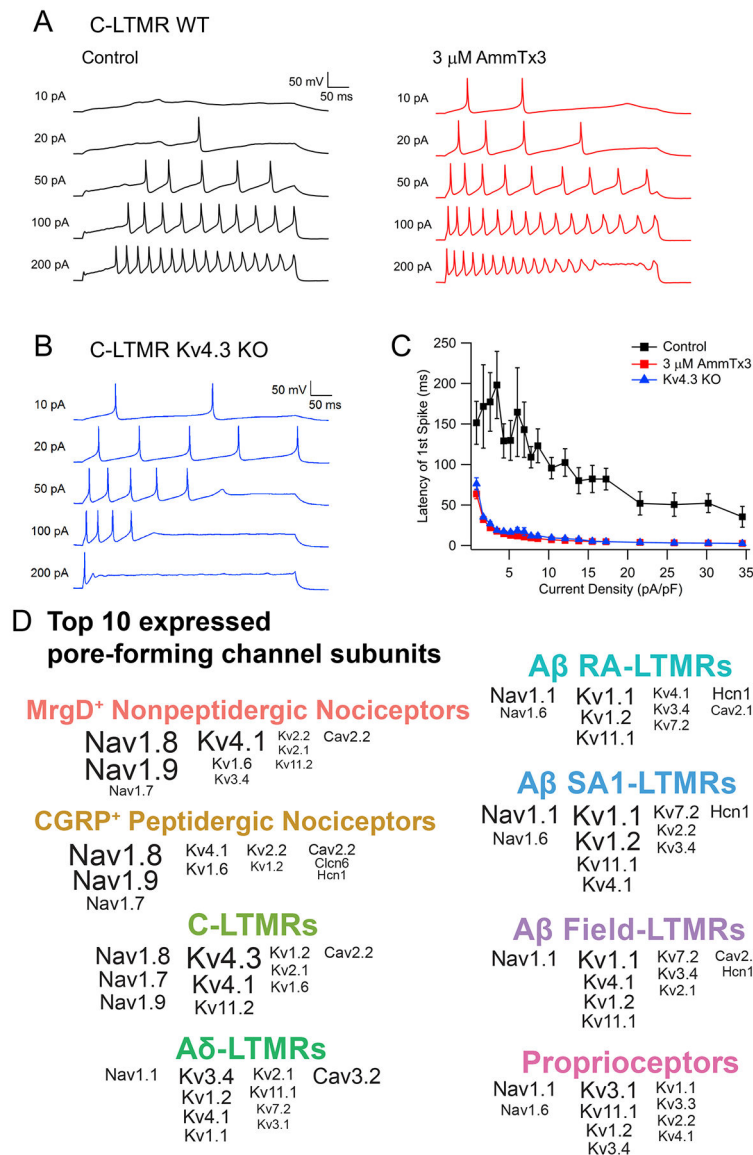 A C-LTMR WT
Control
50 mV
50 ms
3 μM AmmTx3
10 pA
20 pA
50 pA
100 pA
200 pA
10 pA
20 pA
50 pA
100 pA
200 pA
B C-LTMR Kv4.3 KO
50 mV
50 ms
10 pA
20 pA
50 pA
100 pA
200 pA
C
Control
3 μM AmmTx3
Kv4.3 KO
Latency of 1st Spike (ms)
250
200
150
100
50
0
5 10 15 20 25 30 35
Current Density (pA/pF)
D Top 10 expressed
pore-forming channel subunits
MrgD⁺ Nonpeptidergic Nociceptors
Nav1.8 Kv4.1 Kv2.2 Cav2.2
Kv2.1
Nav1.9 Kv1.6 Kv11.2
Nav1.7 Kv3.4
CGRP⁺ Peptidergic Nociceptors
Nav1.8 Kv4.1 Kv2.2 Cav2.2
Kv1.6 Kv1.2 Clcn6
Nav1.9 Hcn1
Nav1.7
C-LTMRs
Nav1.8 Kv4.3 Kv1.2 Cav2.2
Nav1.7 Kv4.1 Kv2.1
Nav1.9 Kv11.2 Kv1.6
Aδ-LTMRs
Nav1.1 Kv3.4 Kv2.1 Cav3.2
Kv1.2 Kv11.1
Kv4.1 Kv7.2
Kv1.1 Kv3.1
Aβ RA-LTMRs
Nav1.1 Kv1.1 Kv4.1 Hcn1
Nav1.6 Kv1.2 Kv3.4 Cav2.1
Kv11.1 Kv7.2
Aβ SA1-LTMRs
Nav1.1 Kv1.1 Kv7.2 Hcn1
Nav1.6 Kv1.2 Kv2.2
Kv11.1 Kv3.4
Kv4.1
Aβ Field-LTMRs
Nav1.1 Kv1.1 Kv7.2 Cav2.
Kv4.1 Kv3.4 Hcn1
Kv1.2 Kv2.1
Kv11.1
Proprioceptors
Nav1.1 Kv3.1 Kv1.1
Nav1.6 Kv11.1 Kv3.3
Kv1.2 Kv2.2
Kv3.4 Kv4.1